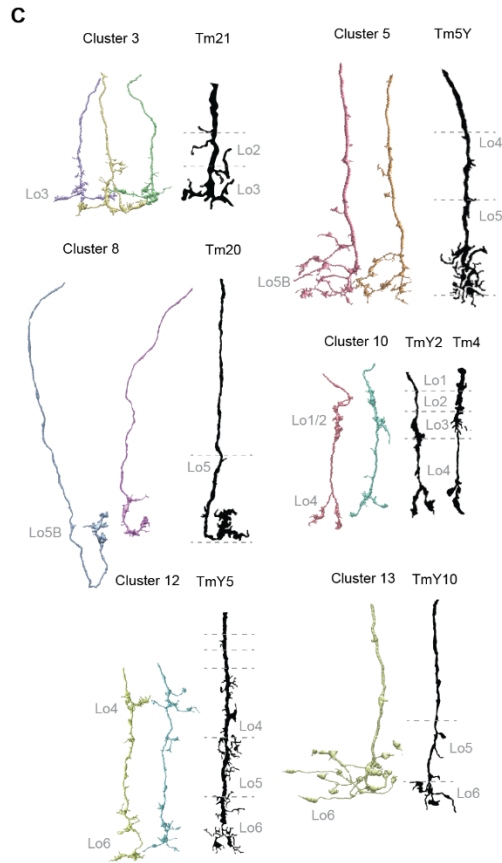 C
Cluster 3 Tm21
Lo2
Lo3 Lo3
Cluster 5 Tm5Y
Lo4
Lo5
Lo5B
Cluster 8 Tm20
Lo5
Lo5B
Cluster 10 TmY2 Tm4
Lo1
Lo2
Lo1/2 Lo3
Lo4 Lo4
Cluster 12 TmY5
Lo4 Lo4
Lo5
Lo6 Lo6
Cluster 13 TmY10
Lo5
Lo6 Lo6